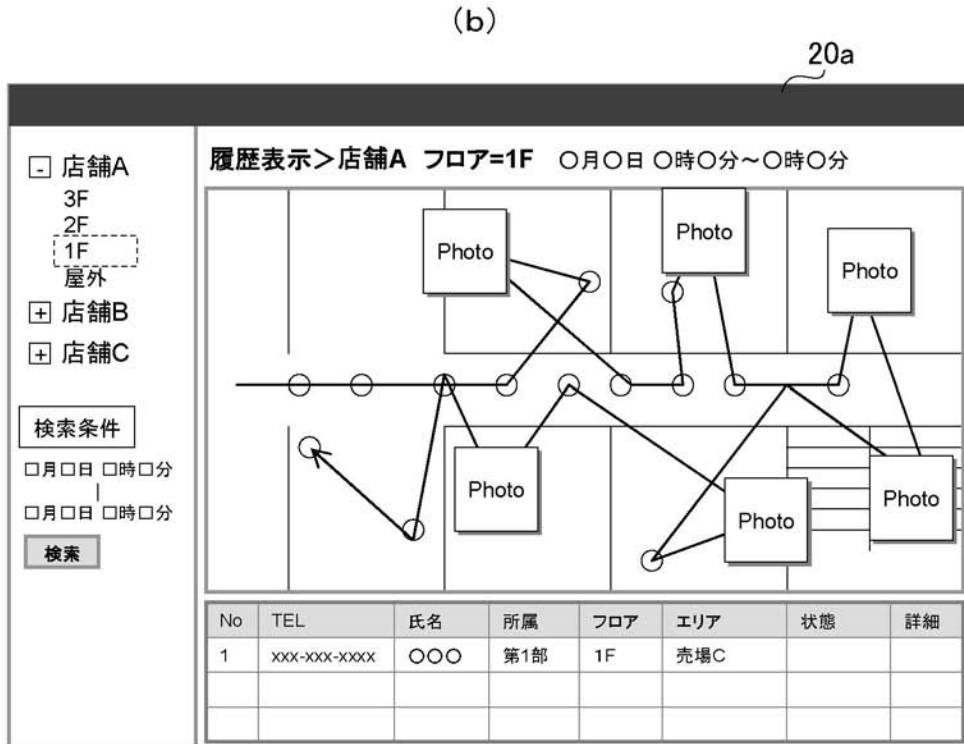 (b)
20a
店舗A
3F
2F
1F
屋外
店舗B
店舗C
検索条件
□月□日 □時□分
□月□日 □時□分
検索
履歴表示>店舗A フロア=1F ○月○日 ○時○分~○時○分
Photo
Photo
Photo
Photo
Photo
Photo
No TEL 氏名 所属 フロア エリア 状態 詳細
1 xxx-xxx-xxxx ○○○ 第1部 1F 売場C